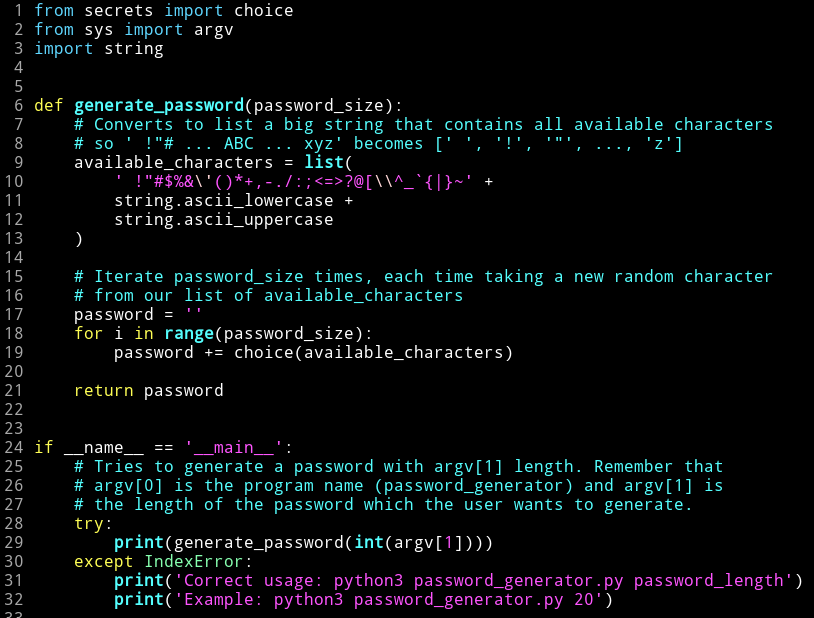 1 from secrets import choice
2 from sys import argv
3 import string
4
5
6 def generate_password(password_size):
7     # Converts to list a big string that contains all available characters
8     # so ' !"# ... ABC ... xyz' becomes [' ', '!', '"', ..., 'z']
9     available_characters = list(
10         ' !"#$%&\'()*+,-./:;<=>?@[\\^_`{|}~' +
11         string.ascii_lowercase +
12         string.ascii_uppercase
13     )
14
15     # Iterate password_size times, each time taking a new random character
16     # from our list of available_characters
17     password = ''
18     for i in range(password_size):
19         password += choice(available_characters)
20
21     return password
22
23
24 if __name__ == '__main__':
25     # Tries to generate a password with argv[1] length. Remember that
26     # argv[0] is the program name (password_generator) and argv[1] is
27     # the length of the password which the user wants to generate.
28     try:
29         print(generate_password(int(argv[1])))
30     except IndexError:
31         print('Correct usage: python3 password_generator.py password_length')
32         print('Example: python3 password_generator.py 20')
33